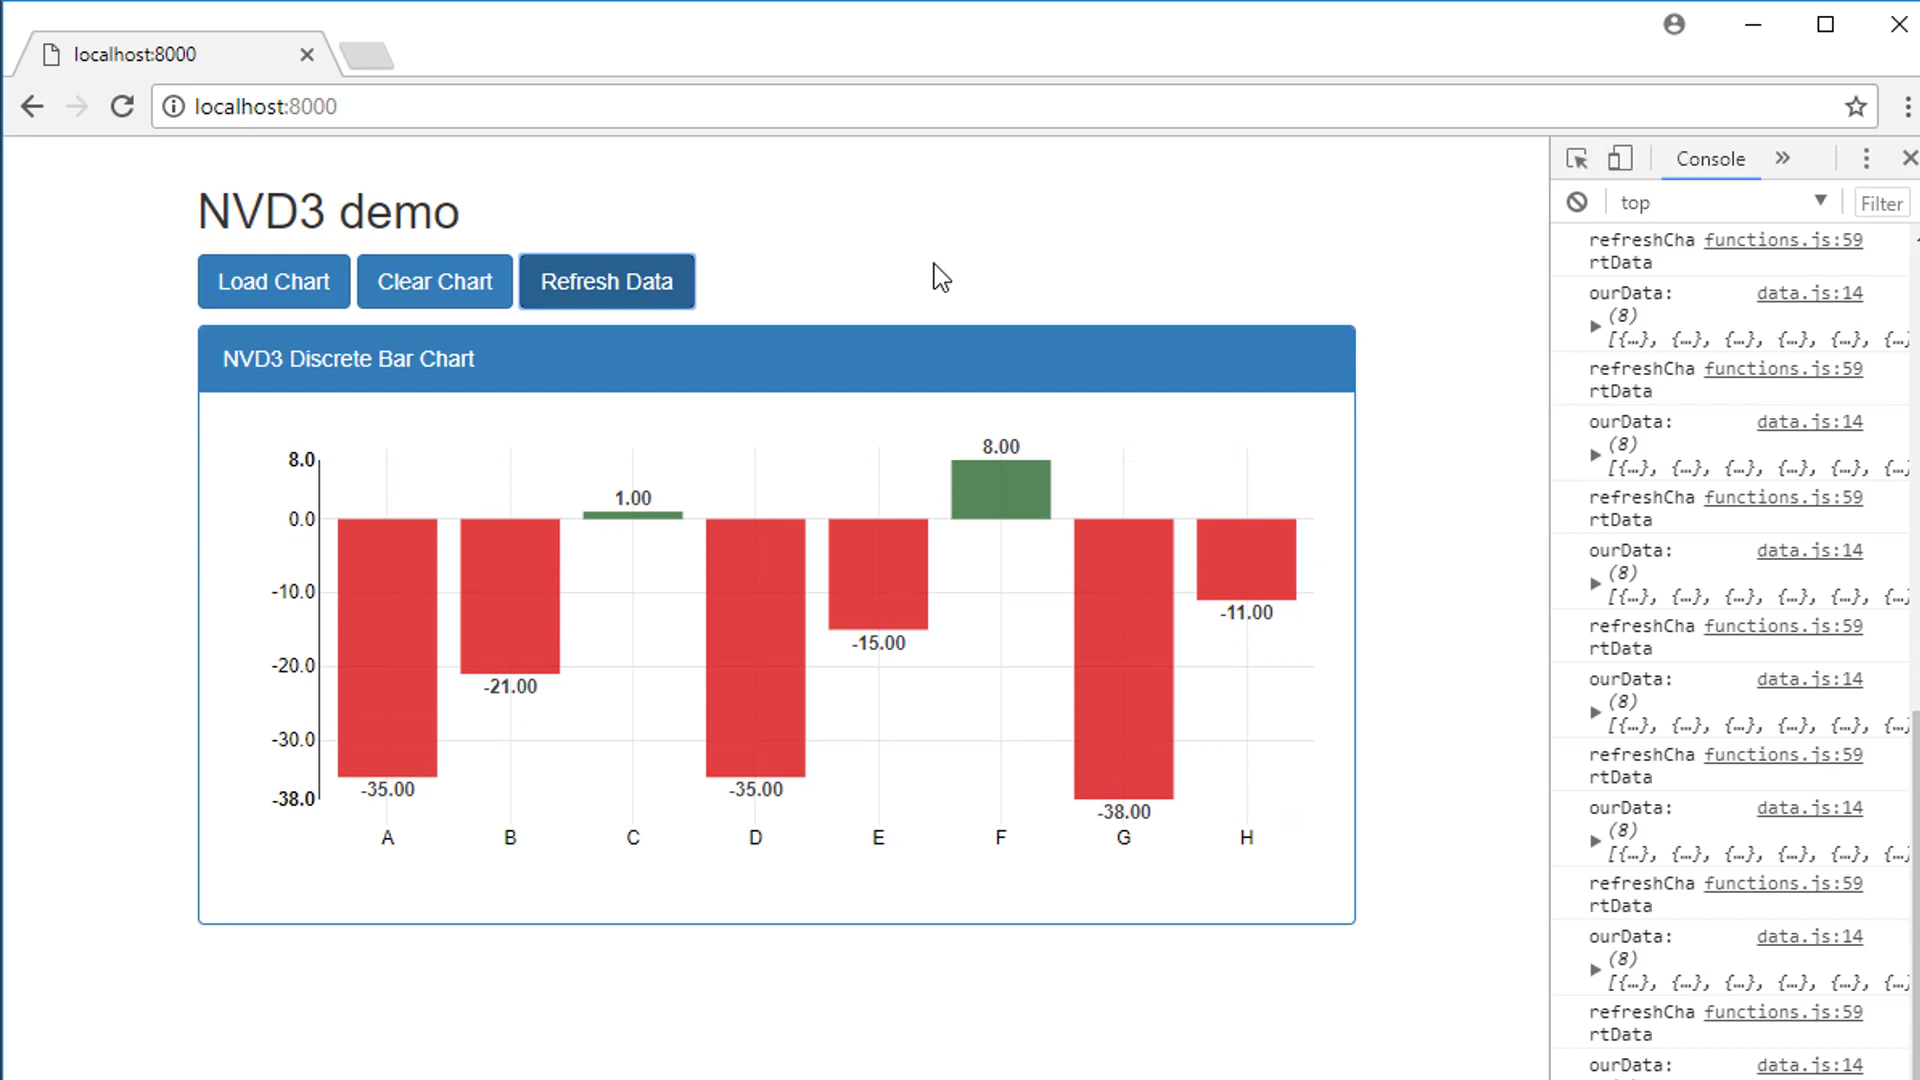 localhost:8000
localhost:8000
NVD3 demo
Load Chart
Clear Chart
Refresh Data
NVD3 Discrete Bar Chart
8.0
0.0
-10.0
-20.0
-30.0
-38.0
-35.00
-21.00
1.00
-35.00
-15.00
8.00
-38.00
-11.00
A B C D E F G H
Console »
top ▼ Filter
refreshCha functions.js:59
rtData
ourData: data.js:14
(8)
[{…}, {…}, {…}, {…}, {…}, {…}
refreshCha functions.js:59
rtData
ourData: data.js:14
(8)
[{…}, {…}, {…}, {…}, {…}, {…}
refreshCha functions.js:59
rtData
ourData: data.js:14
(8)
[{…}, {…}, {…}, {…}, {…}, {…}
refreshCha functions.js:59
rtData
ourData: data.js:14
(8)
[{…}, {…}, {…}, {…}, {…}, {…}
refreshCha functions.js:59
rtData
ourData: data.js:14
(8)
[{…}, {…}, {…}, {…}, {…}, {…}
refreshCha functions.js:59
rtData
ourData: data.js:14
(8)
[{…}, {…}, {…}, {…}, {…}, {…}
refreshCha functions.js:59
rtData
ourData: data.js:14